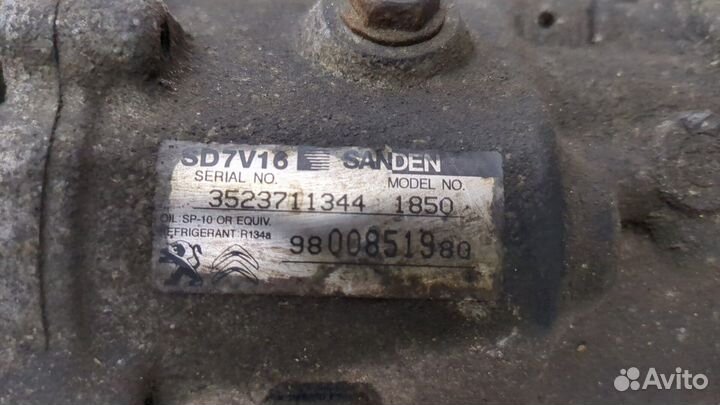 SD7V16 SANDEN
SERIAL NO. MODEL NO.
3523711344 1850
OIL: SP-10 OR EQUIV.
REFRIGERANT: R134a
9800851980
Avito